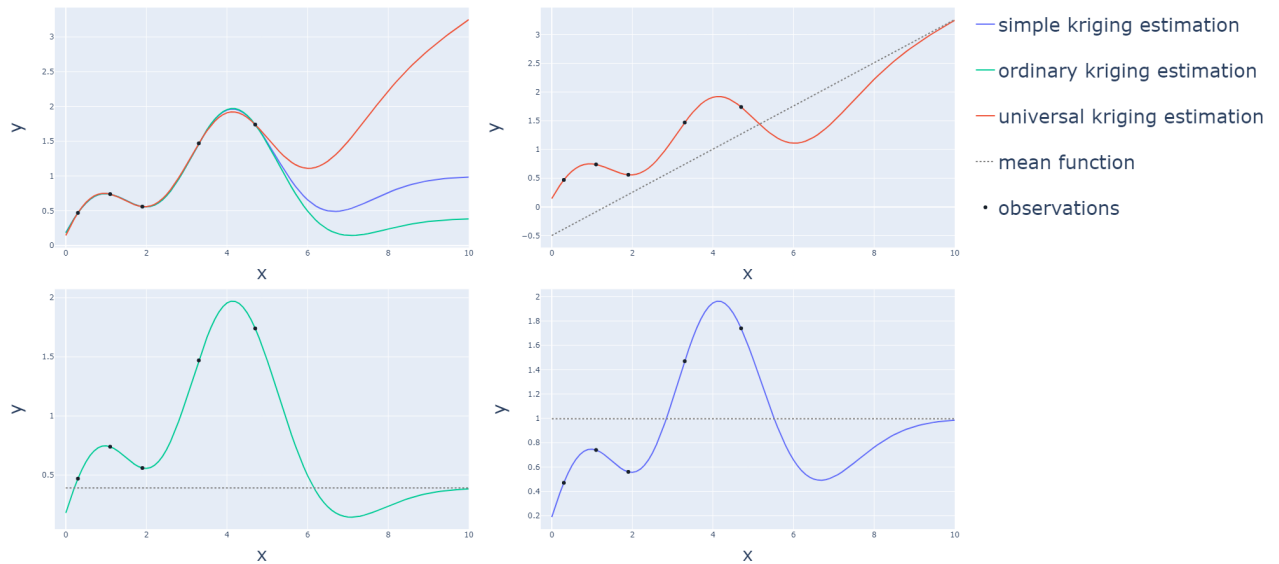 3
2.5
2
1.5
1
0.5
0
y
0 2 4 6 8 10
x
3
2.5
2
1.5
1
0.5
0
−0.5
y
0 2 4 6 8 10
x
simple kriging estimation
ordinary kriging estimation
universal kriging estimation
mean function
observations
2
1.5
1
0.5
y
0 2 4 6 8 10
x
2
1.8
1.6
1.4
1.2
1
0.8
0.6
0.4
0.2
y
0 2 4 6 8 10
x